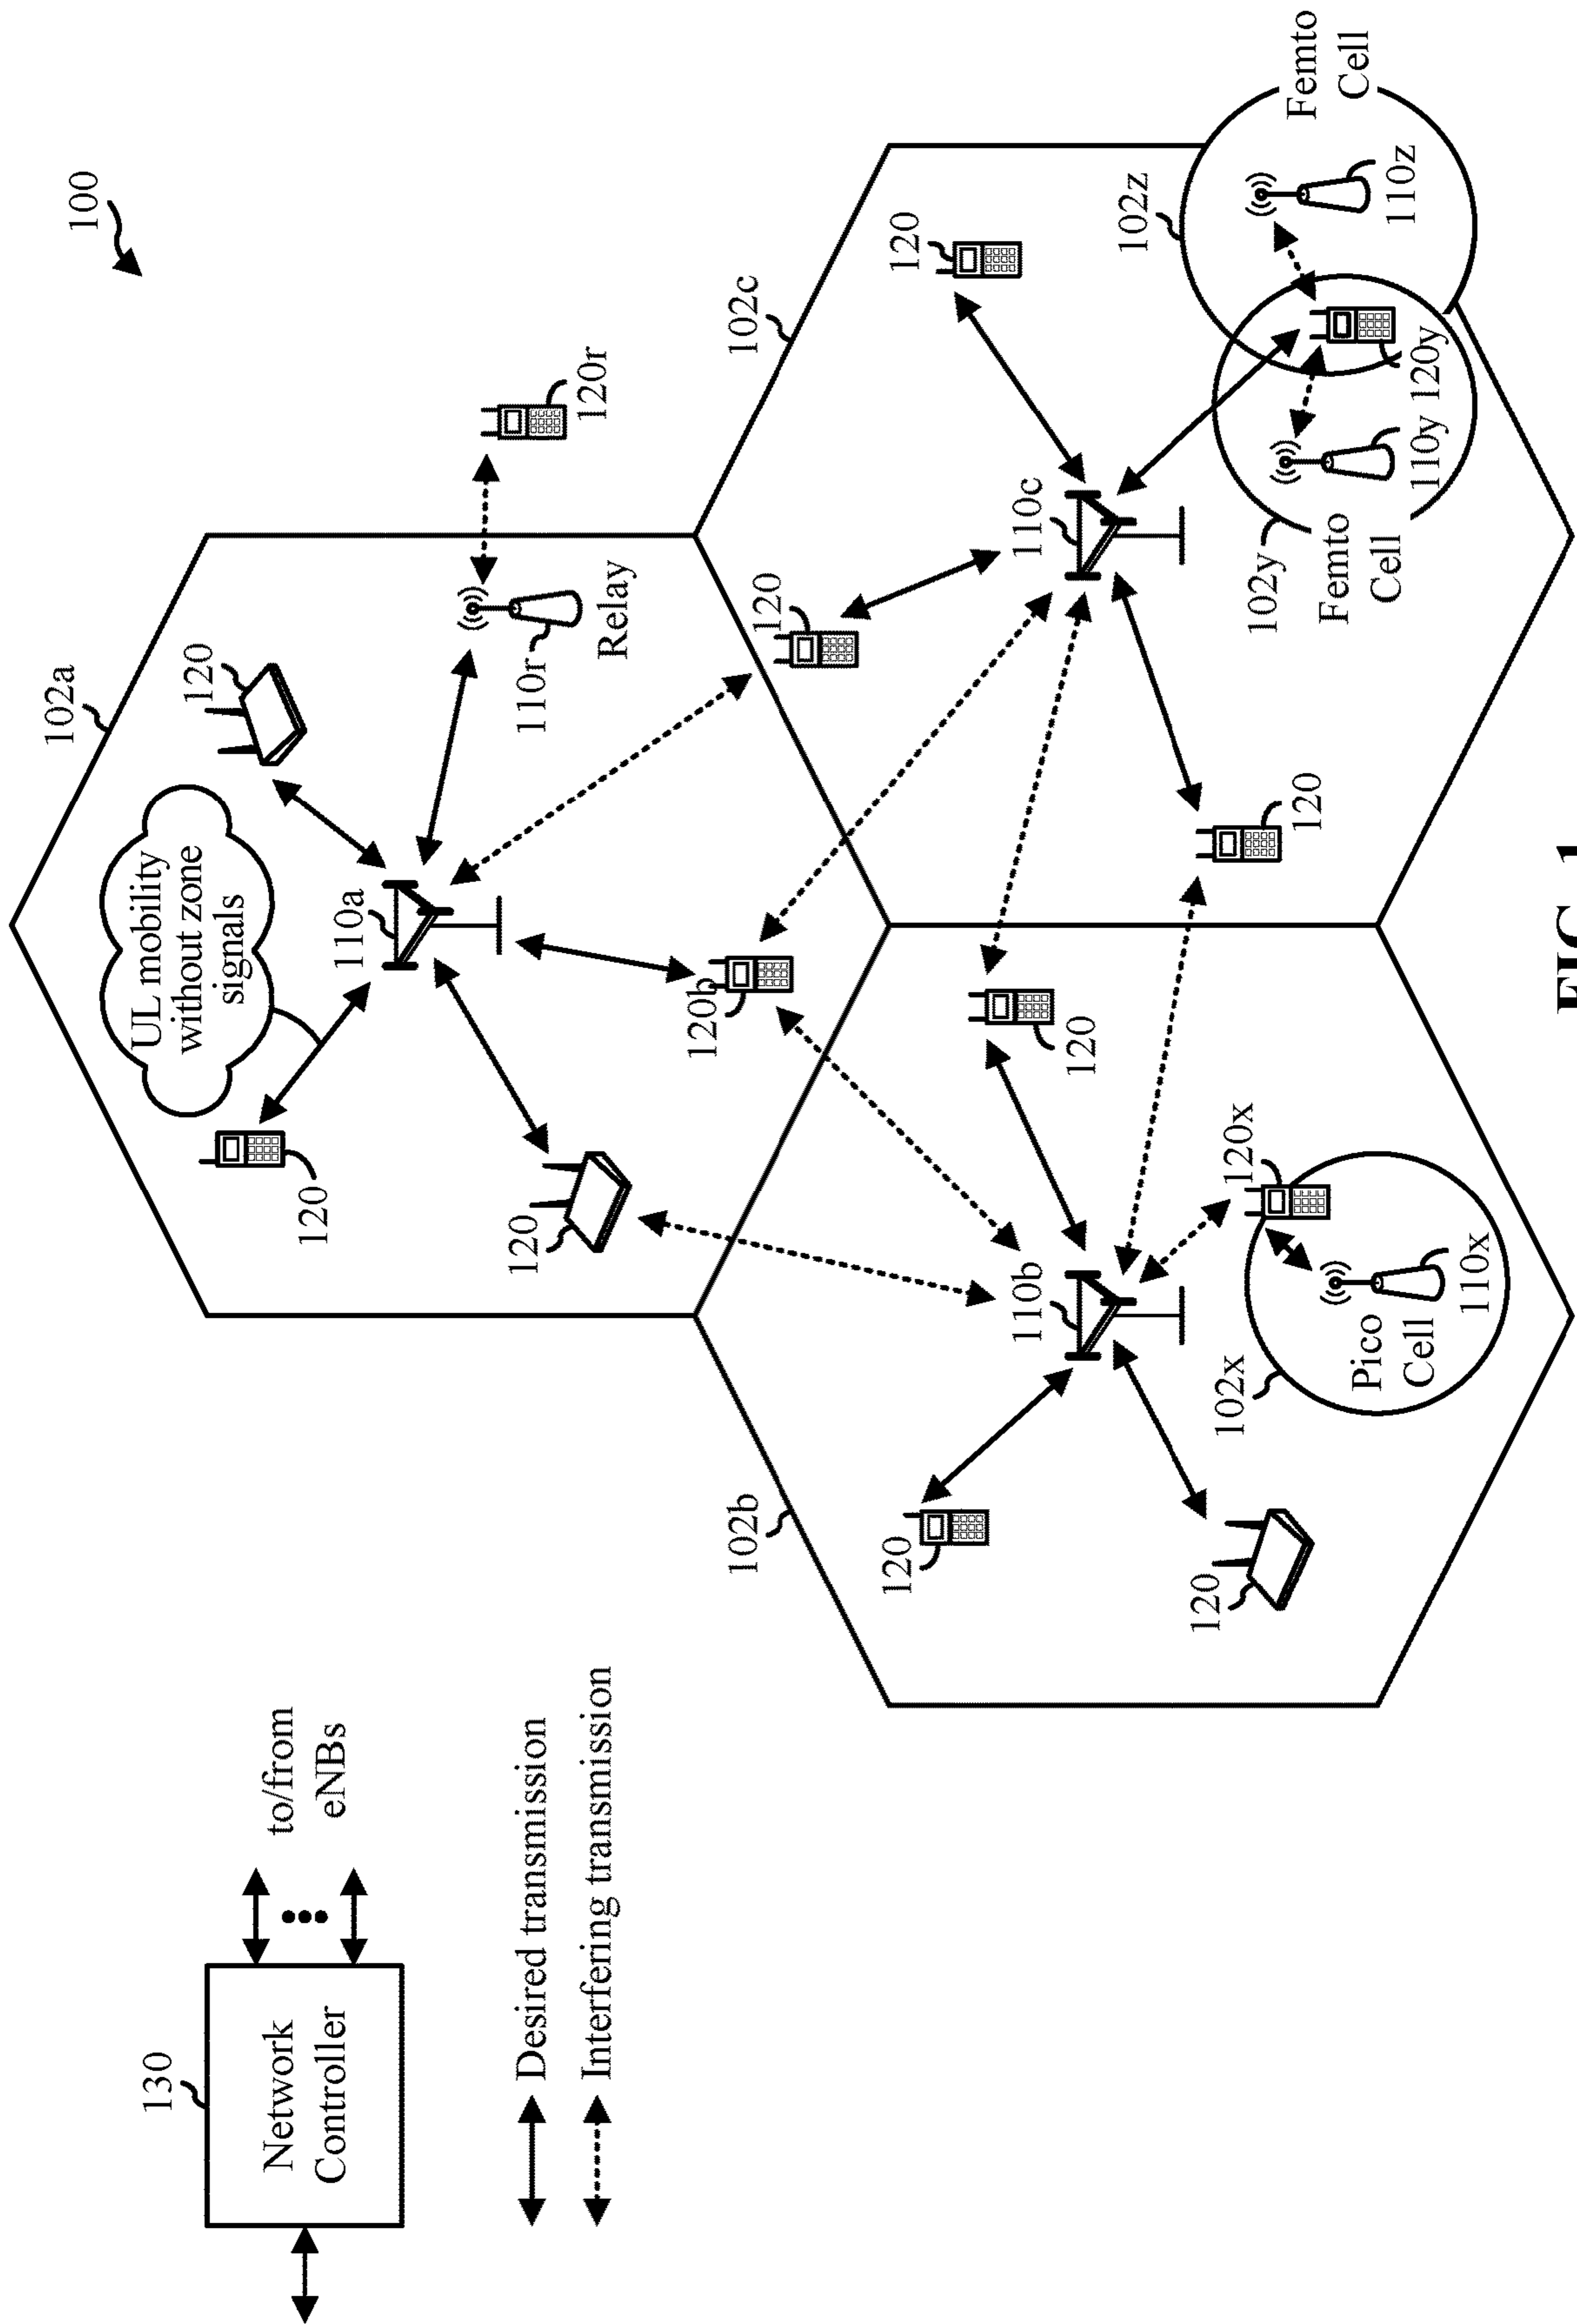 100
130
Network
Controller
to/from
eNBs
Desired transmission
Interfering transmission
102a
UL mobility
without zone
signals
120
120
110a
120
120b
110r
Relay
120r
102b
120
110b
120
120
102x
Pico
Cell
110x
120x
102c
120
110c
120
120
102y
Femto
Cell
110y
120y
102z
110z
Femto
Cell
FIG. 1